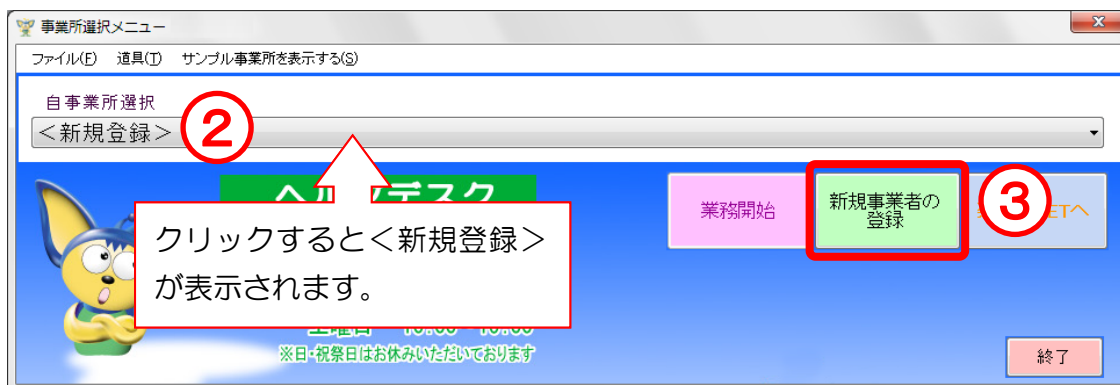 事業所選択メニュー
x
ファイル(F) 道具(T) サンプル事業所を表示する(S)
自事業所選択
<新規登録>
②
クリックすると<新規登録>
が表示されます。
業務開始
新規事業者の
登録
③
ETへ
※日・祝祭日はお休みいただいております
終了